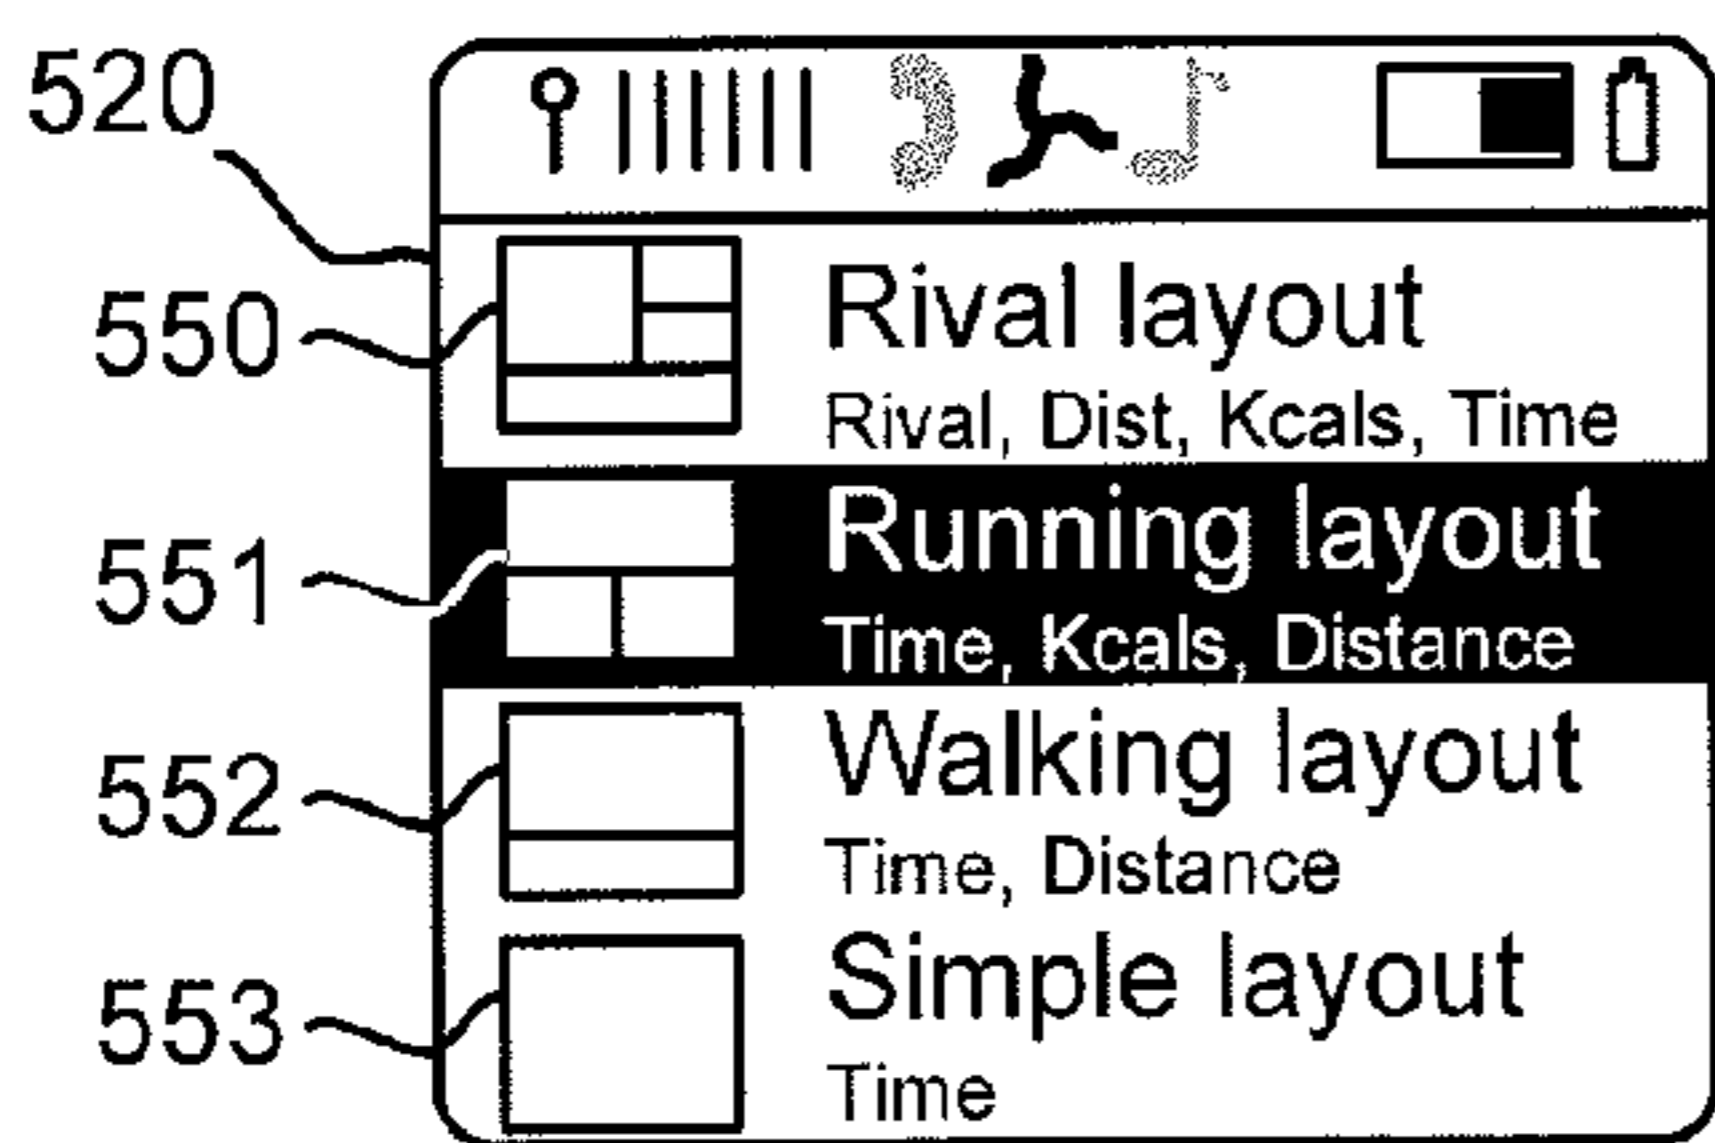 520
550
Rival layout
Rival, Dist, Kcals, Time
551
Running layout
Time, Kcals, Distance
552
Walking layout
Time, Distance
553
Simple layout
Time